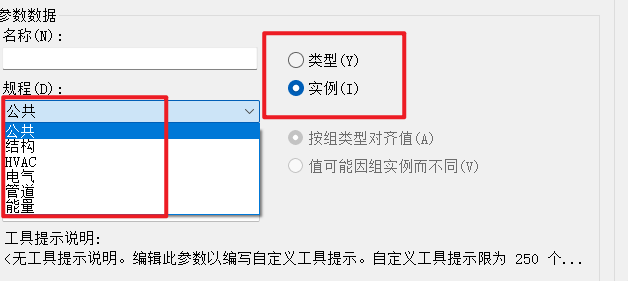 参数数据
名称(N):
类型(Y)
实例(I)
规程(D):
公共
公共
结构
HVAC
电气
管道
能量
按组类型对齐值(A)
值可能因组实例而不同(V)
工具提示说明:
<无工具提示说明。编辑此参数以编写自定义工具提示。自定义工具提示限为 250 个...